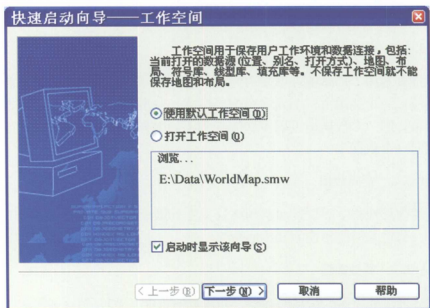 快速启动向导——工作空间
工作空间用于保存用户工作环境和数据连接，包括:
当前打开的数据源(位置、别名、打开方式)、地图、布
局、符号库、线型库、填充库等。不保存工作空间就不能
保存地图和布局。
使用默认工作空间(D)
打开工作空间(O)
浏览...
E:\Data\WorldMap.smw
启动时显示该向导(S)
<上一步(B) 下一步(N)> 取消 帮助